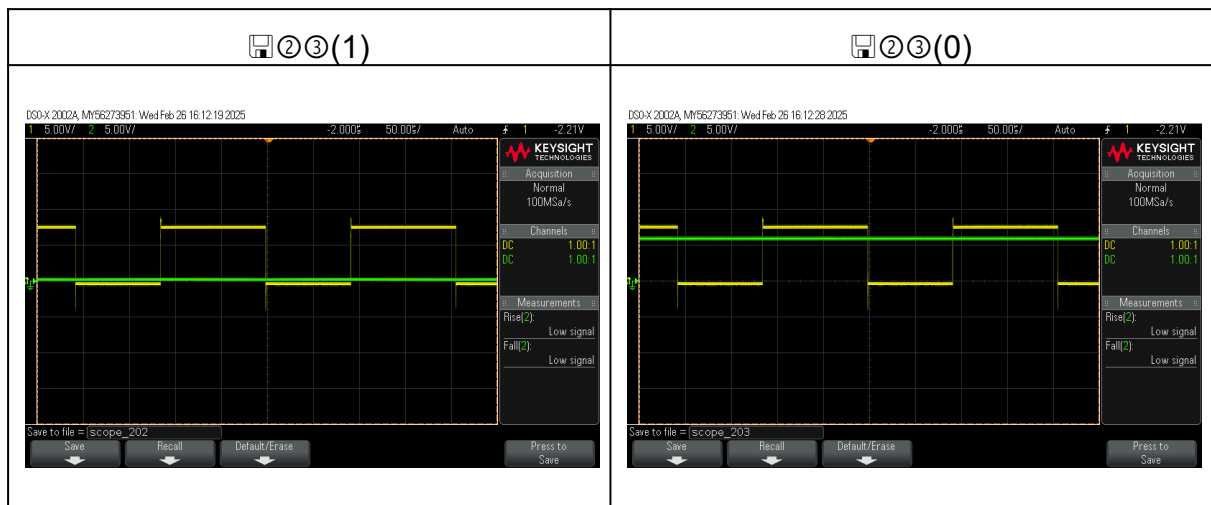 🖫②③(1)
🖫②③(0)
DSO-X 2002A, MY56273951: Wed Feb 26 16:12:19 2025
1 5.00V/ 2 5.00V/ -2.000s 50.00s/ Auto 1 -2.21V
KEYSIGHT
TECHNOLOGIES
Acquisition
Normal
100MSa/s
Channels
DC 1.00:1
DC 1.00:1
Measurements
Rise(2):
Low signal
Fall(2):
Low signal
Save to file = scope_202
Save Recall Default/Erase Press to
Save
DSO-X 2002A, MY56273951: Wed Feb 26 16:12:28 2025
1 5.00V/ 2 5.00V/ -2.000s 50.00s/ Auto 1 -2.21V
KEYSIGHT
TECHNOLOGIES
Acquisition
Normal
100MSa/s
Channels
DC 1.00:1
DC 1.00:1
Measurements
Rise(2):
Low signal
Fall(2):
Low signal
Save to file = scope_203
Save Recall Default/Erase Press to
Save